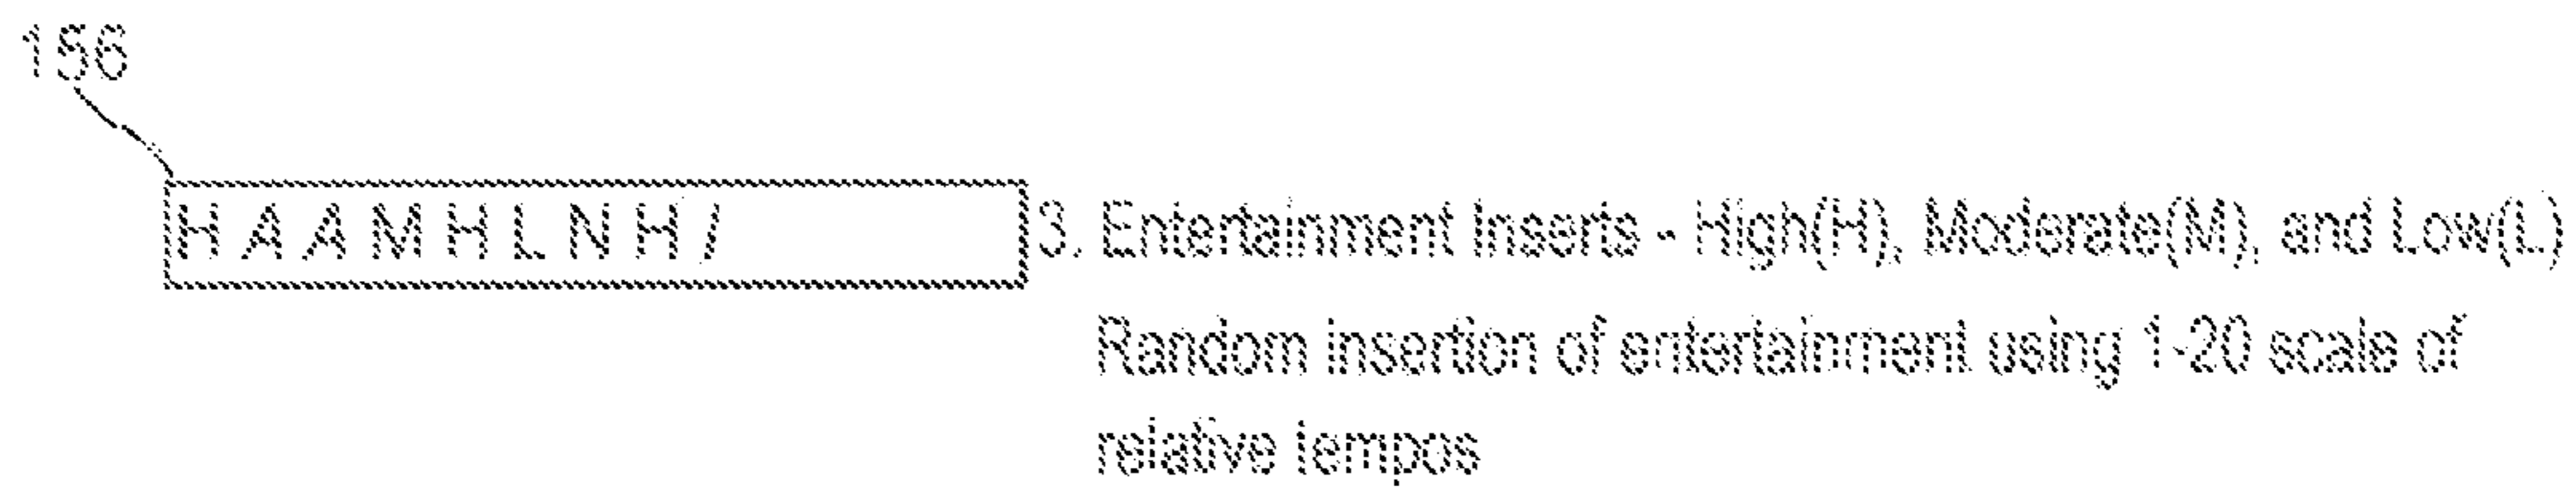 156
H A A M H L N H / 3. Entertainment Inserts - High(H), Moderate(M), and Low(L)
Random insertion of entertainment using 1-20 scale of
relative tempos